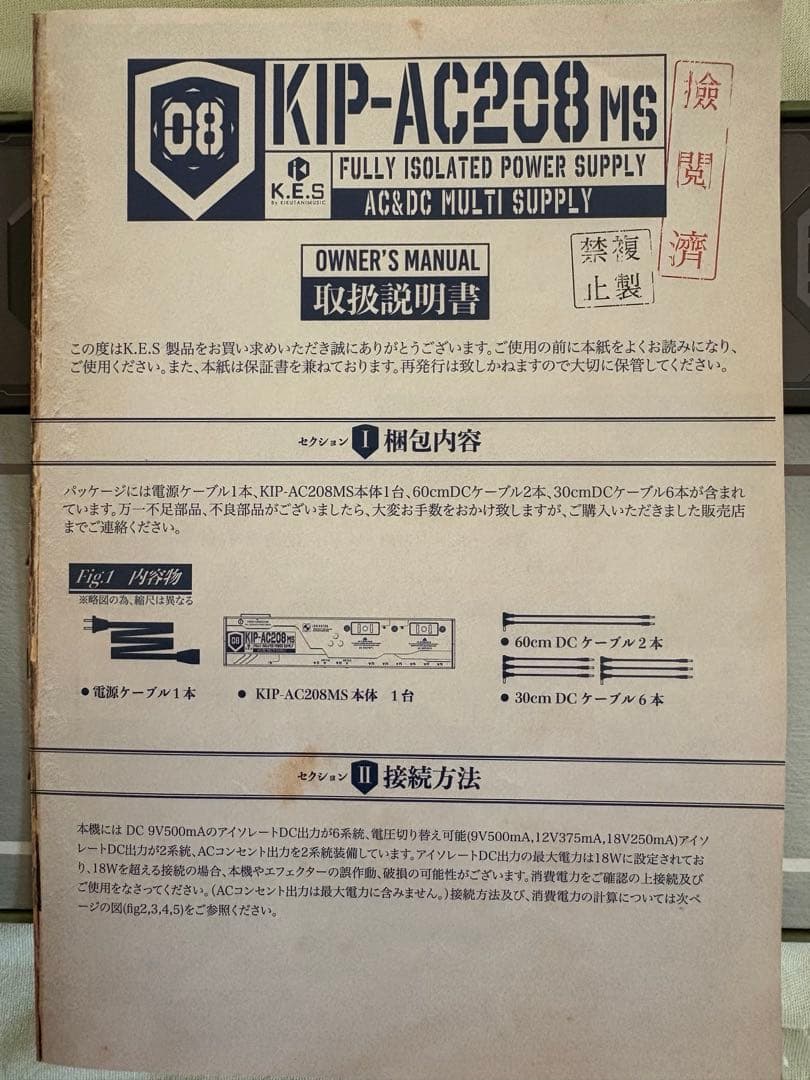 08
KIP-AC208 MS
K.E.S
By KIKUTANI MUSIC
FULLY ISOLATED POWER SUPPLY
AC&DC MULTI SUPPLY
検閲濟
禁複
止製
OWNER'S MANUAL
取扱説明書
この度はK.E.S 製品をお買い求めいただき誠にありがとうございます。ご使用の前に本紙をよくお読みになり、
ご使用ください。また、本紙は保証書を兼ねております。再発行は致しかねますので大切に保管してください。
セクション I 梱包内容
パッケージには電源ケーブル1本、KIP-AC208MS本体1台、60cmDCケーブル2本、30cmDCケーブル6本が含まれ
ています。万一不足部品、不良部品がございましたら、大変お手数をおかけ致しますが、ご購入いただきました販売店
までご連絡ください。
Fig.1 内容物
※略図の為、縮尺は異なる
08 KIP-AC208 MS
●電源ケーブル1本
● KIP-AC208MS 本体 1台
● 60cm DC ケーブル 2 本
● 30cm DC ケーブル 6 本
セクション II 接続方法
本機には DC 9V500mAのアイソレートDC出力が6系統、電圧切り替え可能(9V500mA,12V375mA,18V250mA)アイソ
レートDC出力が2系統、ACコンセント出力を2系統装備しています。アイソレートDC出力の最大電力は18Wに設定されてお
り、18Wを超える接続の場合、本機やエフェクターの誤作動、破損の可能性がございます。消費電力をご確認の上接続及び
ご使用をなさってください。(ACコンセント出力は最大電力に含みません。)接続方法及び、消費電力の計算については次ペ
ージの図(fig2,3,4,5)をご参照ください。